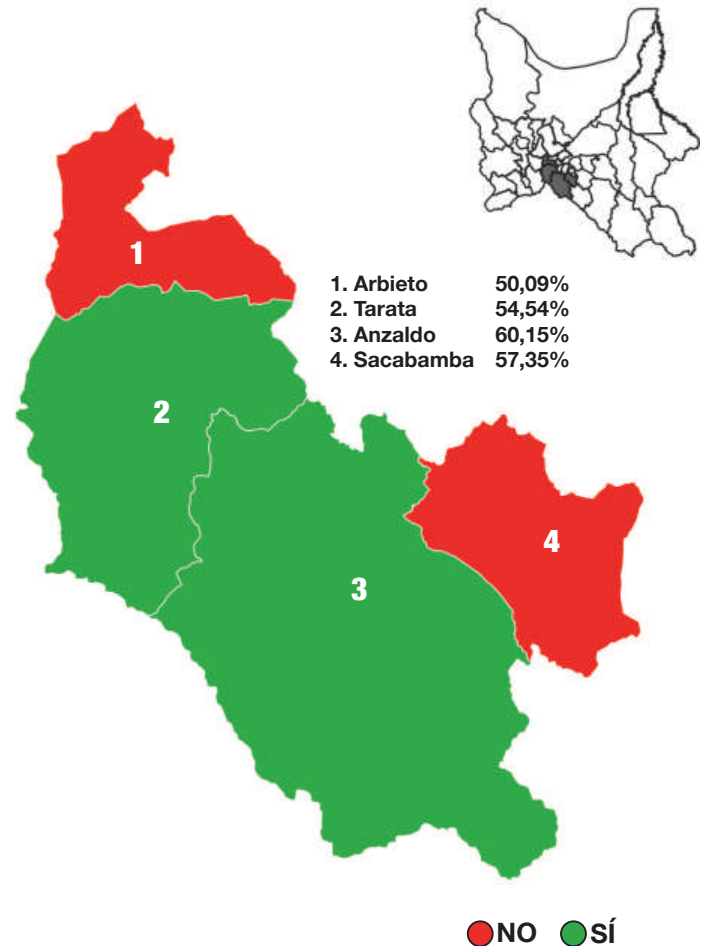 1
1. Arbieto 50,09%
2. Tarata 54,54%
3. Anzaldo 60,15%
4. Sacabamba 57,35%
2
4
3
NO SÍ